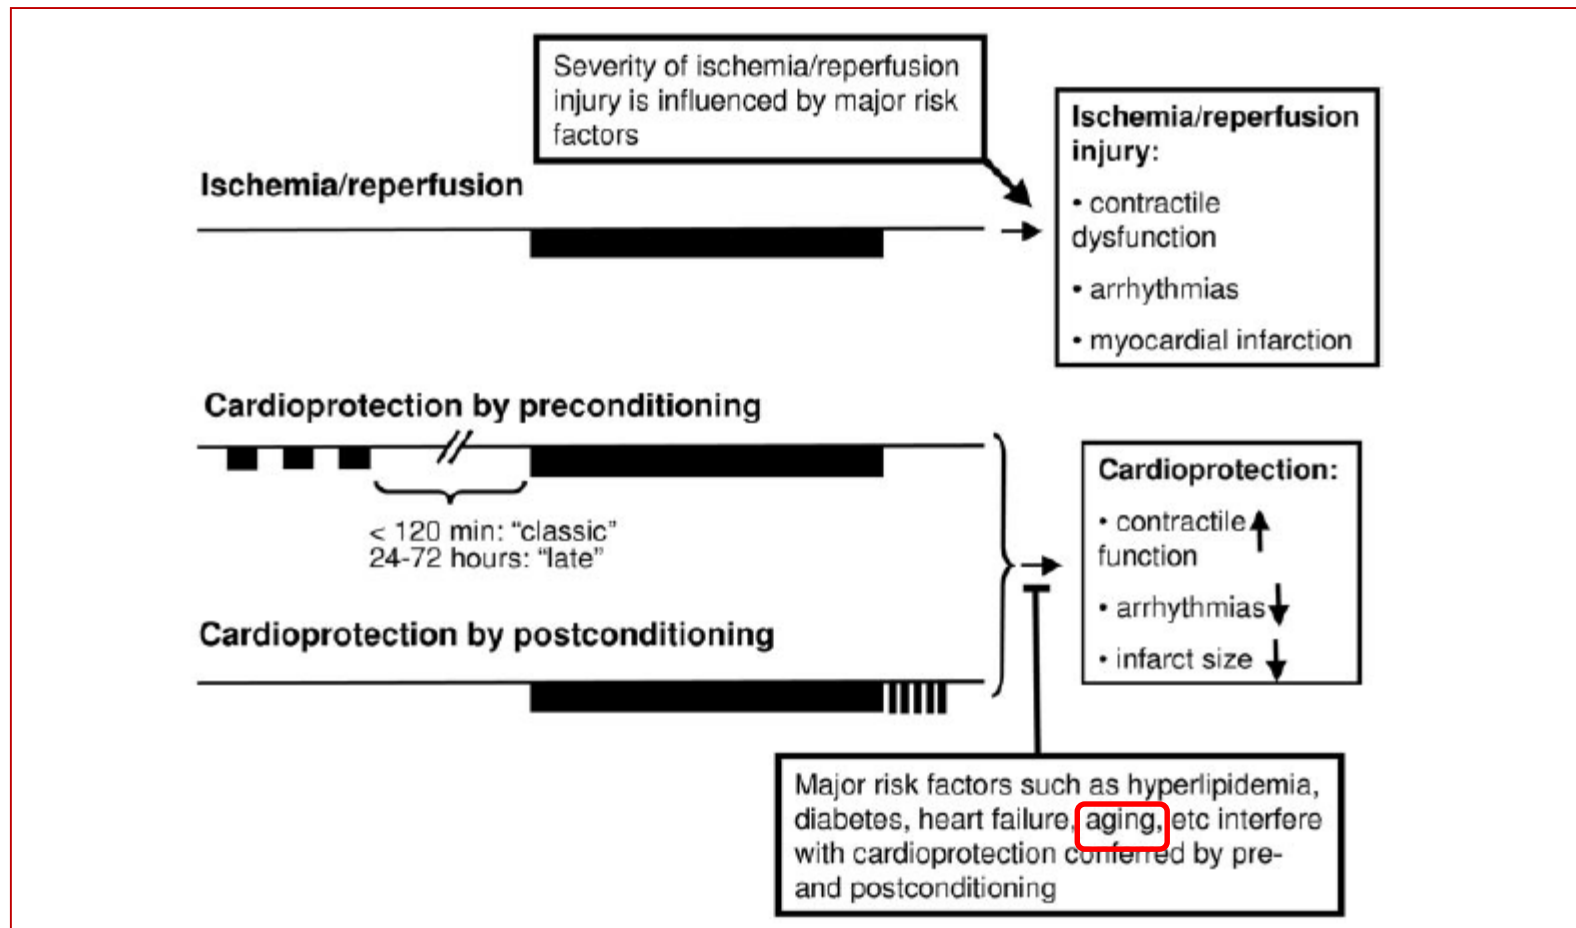 Severity of ischemia/reperfusion
injury is influenced by major risk
factors
Ischemia/reperfusion
Ischemia/reperfusion
injury:
• contractile
dysfunction
• arrhythmias
• myocardial infarction
Cardioprotection by preconditioning
< 120 min: “classic”
24-72 hours: “late”
Cardioprotection by postconditioning
Cardioprotection:
• contractile
function
• arrhythmias
• infarct size
Major risk factors such as hyperlipidemia,
diabetes, heart failure, aging, etc interfere
with cardioprotection conferred by pre-
and postconditioning